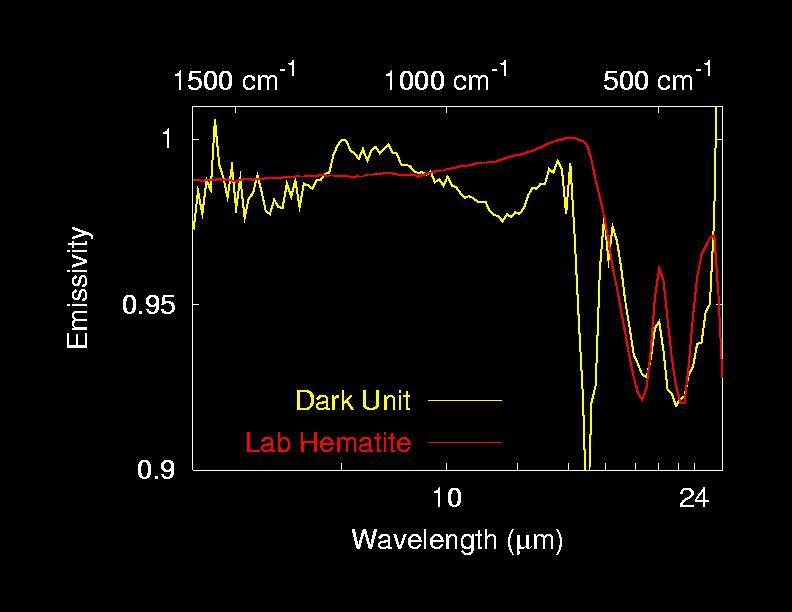 1500 cm-1 1000 cm-1 500 cm-1
1
0.95
0.9
Emissivity
Dark Unit
Lab Hematite
10 24
Wavelength (μm)